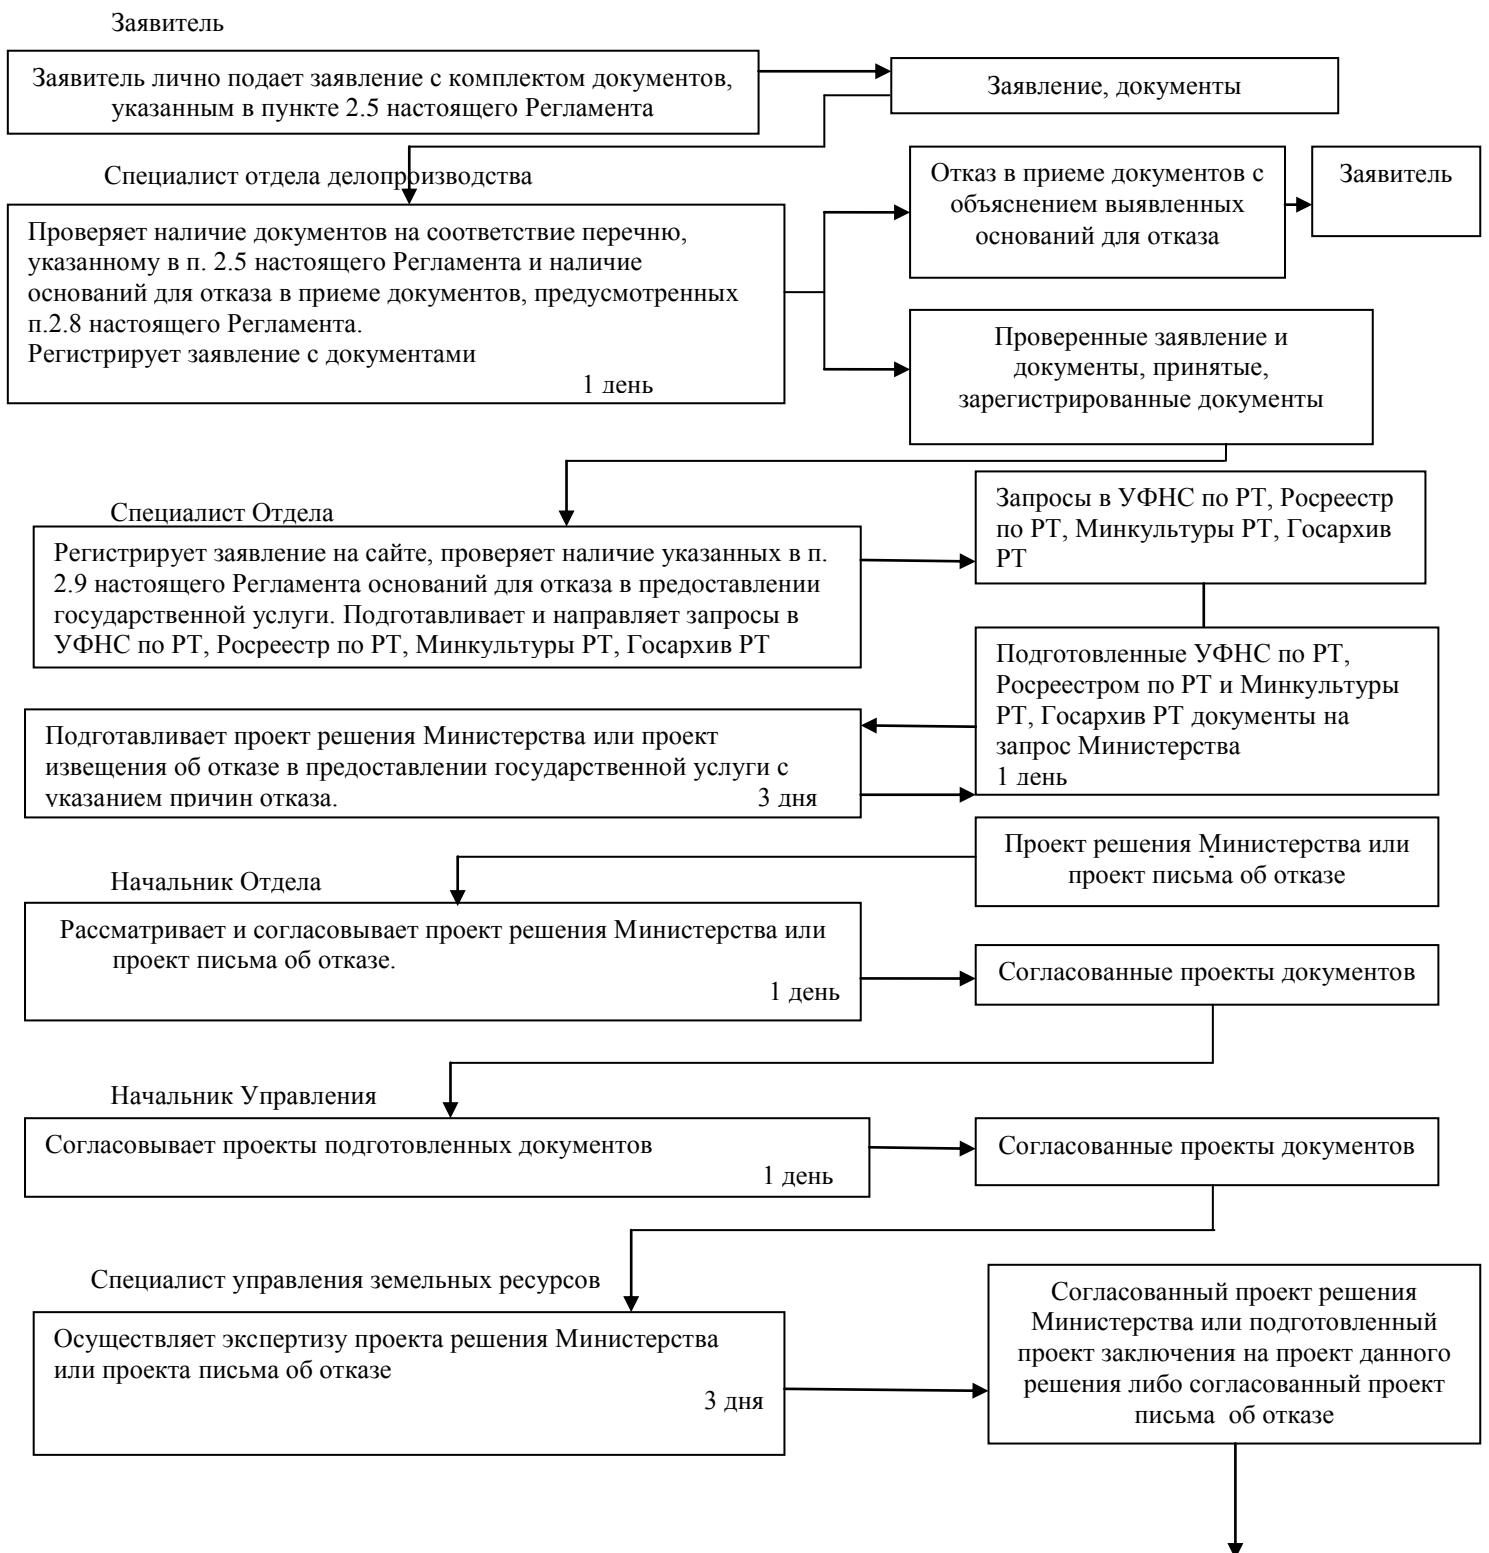 Заявитель
Заявитель лично подает заявление с комплектом документов,
указанным в пункте 2.5 настоящего Регламента
Заявление, документы
Специалист отдела делопроизводства
Отказ в приеме документов с
объяснением выявленных
оснований для отказа
Заявитель
Проверяет наличие документов на соответствие перечню,
указанному в п. 2.5 настоящего Регламента и наличие
оснований для отказа в приеме документов, предусмотренных
п.2.8 настоящего Регламента.
Регистрирует заявление с документами
1 день
Проверенные заявление и
документы, принятые,
зарегистрированные документы
Специалист Отдела
Регистрирует заявление на сайте, проверяет наличие указанных в п.
2.9 настоящего Регламента оснований для отказа в предоставлении
государственной услуги. Подготавливает и направляет запросы в
УФНС по РТ, Росреестр по РТ, Минкультуры РТ, Госархив РТ
Запросы в УФНС по РТ, Росреестр
по РТ, Минкультуры РТ, Госархив
РТ
Подготовленные УФНС по РТ,
Росреестром по РТ и Минкультуры
РТ, Госархив РТ документы на
запрос Министерства
1 день
Подготавливает проект решения Министерства или проект
извещения об отказе в предоставлении государственной услуги с
указанием причин отказа. 3 дня
Проект решения Министерства или
проект письма об отказе
Начальник Отдела
Рассматривает и согласовывает проект решения Министерства или
проект письма об отказе.
1 день
Согласованные проекты документов
Начальник Управления
Согласовывает проекты подготовленных документов
1 день
Согласованные проекты документов
Специалист управления земельных ресурсов
Осуществляет экспертизу проекта решения Министерства
или проекта письма об отказе
3 дня
Согласованный проект решения
Министерства или подготовленный
проект заключения на проект данного
решения либо согласованный проект
письма об отказе